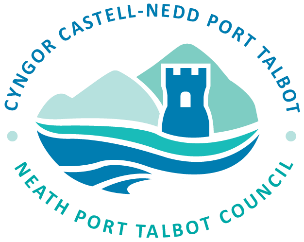 CYNGOR CASTELL-NEDD PORT TALBOT
NEATH PORT TALBOT COUNCIL